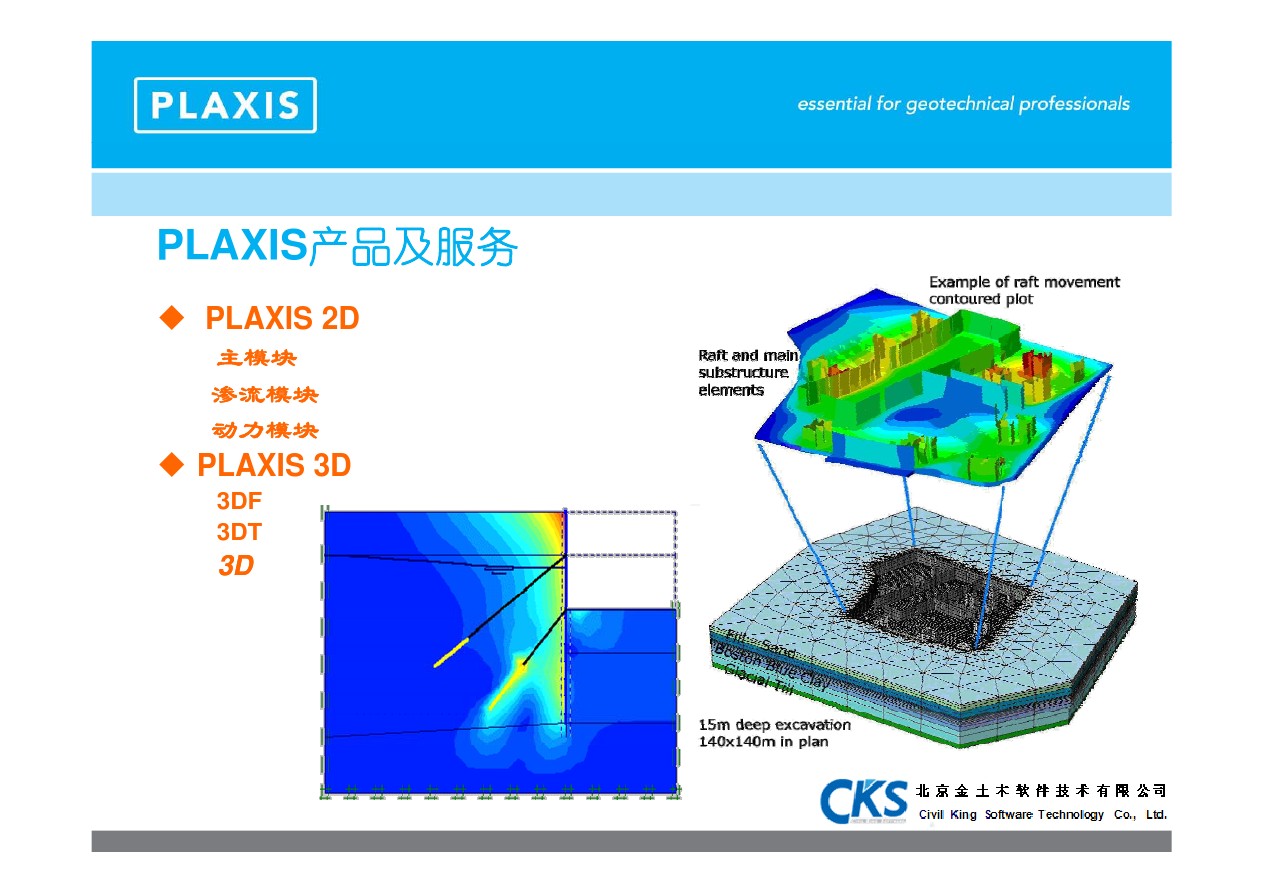 PLAXIS
essential for geotechnical professionals
PLAXIS产品及服务
◆ PLAXIS 2D
主模块
渗流模块
动力模块
◆ PLAXIS 3D
3DF
3DT
3D
Example of raft movement
contoured plot
Raft and main
substructure
elements
Fill Sand
Boston Blue Clay
Glacial Till
15m deep excavation
140x140m in plan
CKS
北京金土木软件技术有限公司
Civil King Software Technology Co., Ltd.